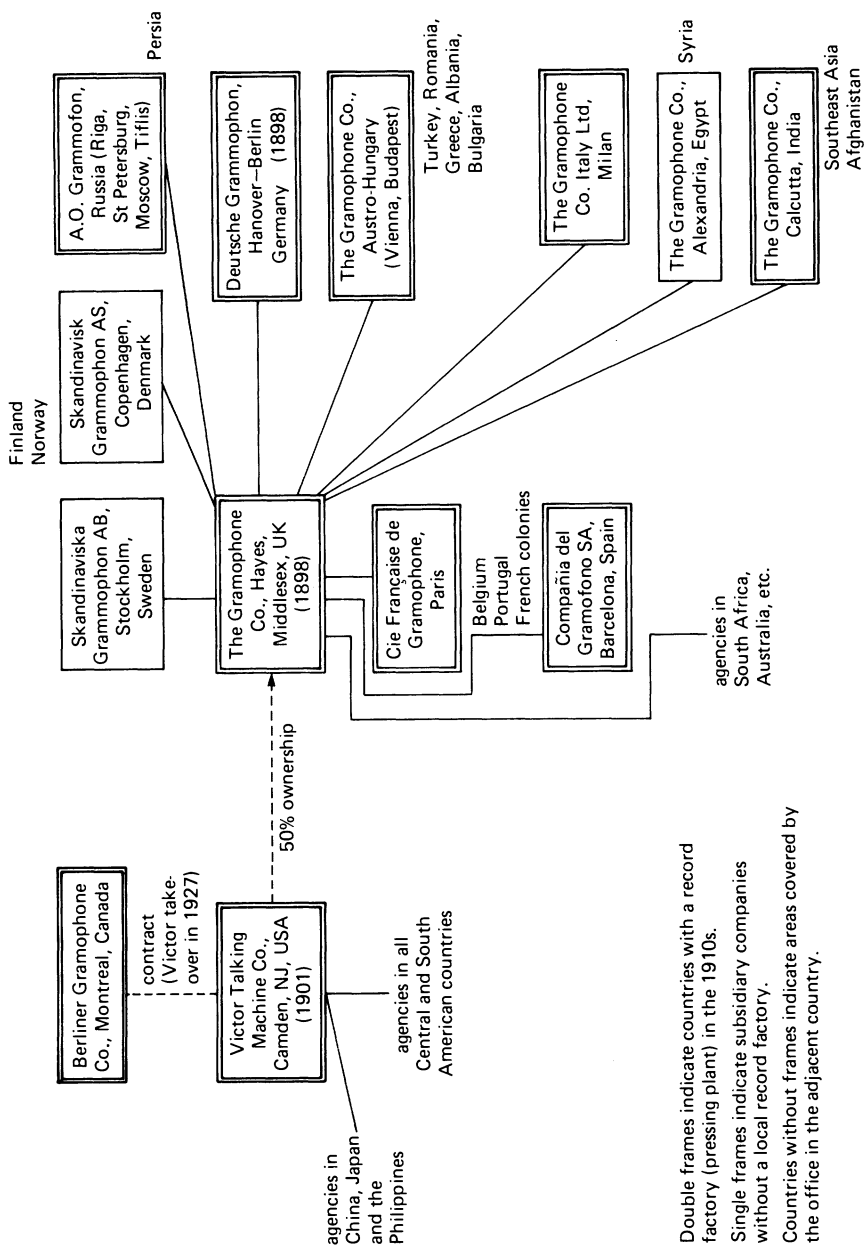 Berliner Gramophone
Co., Montreal, Canada
contract
(Victor take-
over in 1927)
Victor Talking
Machine Co.,
Camden, NJ, USA
(1901)
agencies in
China, Japan
and the
Philippines
agencies in all
Central and South
American countries
50% ownership
Finland
Norway
Skandinaviska
Grammophon AB,
Stockholm,
Sweden
Skandinavisk
Grammophon AS,
Copenhagen,
Denmark
A.O. Grammofon,
Russia (Riga,
St Petersburg,
Moscow, Tiflis)
Persia
The Gramophone
Co., Hayes,
Middlesex, UK
(1898)
Deutsche Grammophon,
Hanover–Berlin
Germany (1898)
The Gramophone Co.,
Austro-Hungary
(Vienna, Budapest)
Turkey, Romania,
Greece, Albania,
Bulgaria
Cie Française de
Gramophone,
Paris
Belgium
Portugal
French colonies
Compañia del
Gramofono SA,
Barcelona, Spain
agencies in
South Africa,
Australia, etc.
The Gramophone
Co. Italy Ltd,
Milan
The Gramophone Co.,
Alexandria, Egypt
Syria
The Gramophone Co.,
Calcutta, India
Southeast Asia
Afghanistan
Double frames indicate countries with a record
factory (pressing plant) in the 1910s.
Single frames indicate subsidiary companies
without a local record factory.
Countries without frames indicate areas covered by
the office in the adjacent country.